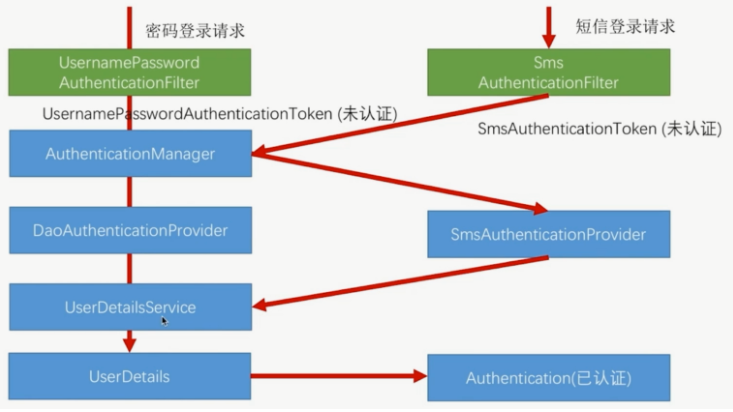 密码登录请求
短信登录请求
UsernamePassword
AuthenticationFilter
Sms
AuthenticationFilter
UsernamePasswordAuthenticationToken (未认证)
SmsAuthenticationToken (未认证)
AuthenticationManager
DaoAuthenticationProvider
SmsAuthenticationProvider
UserDetailsService
UserDetails
Authentication(已认证)